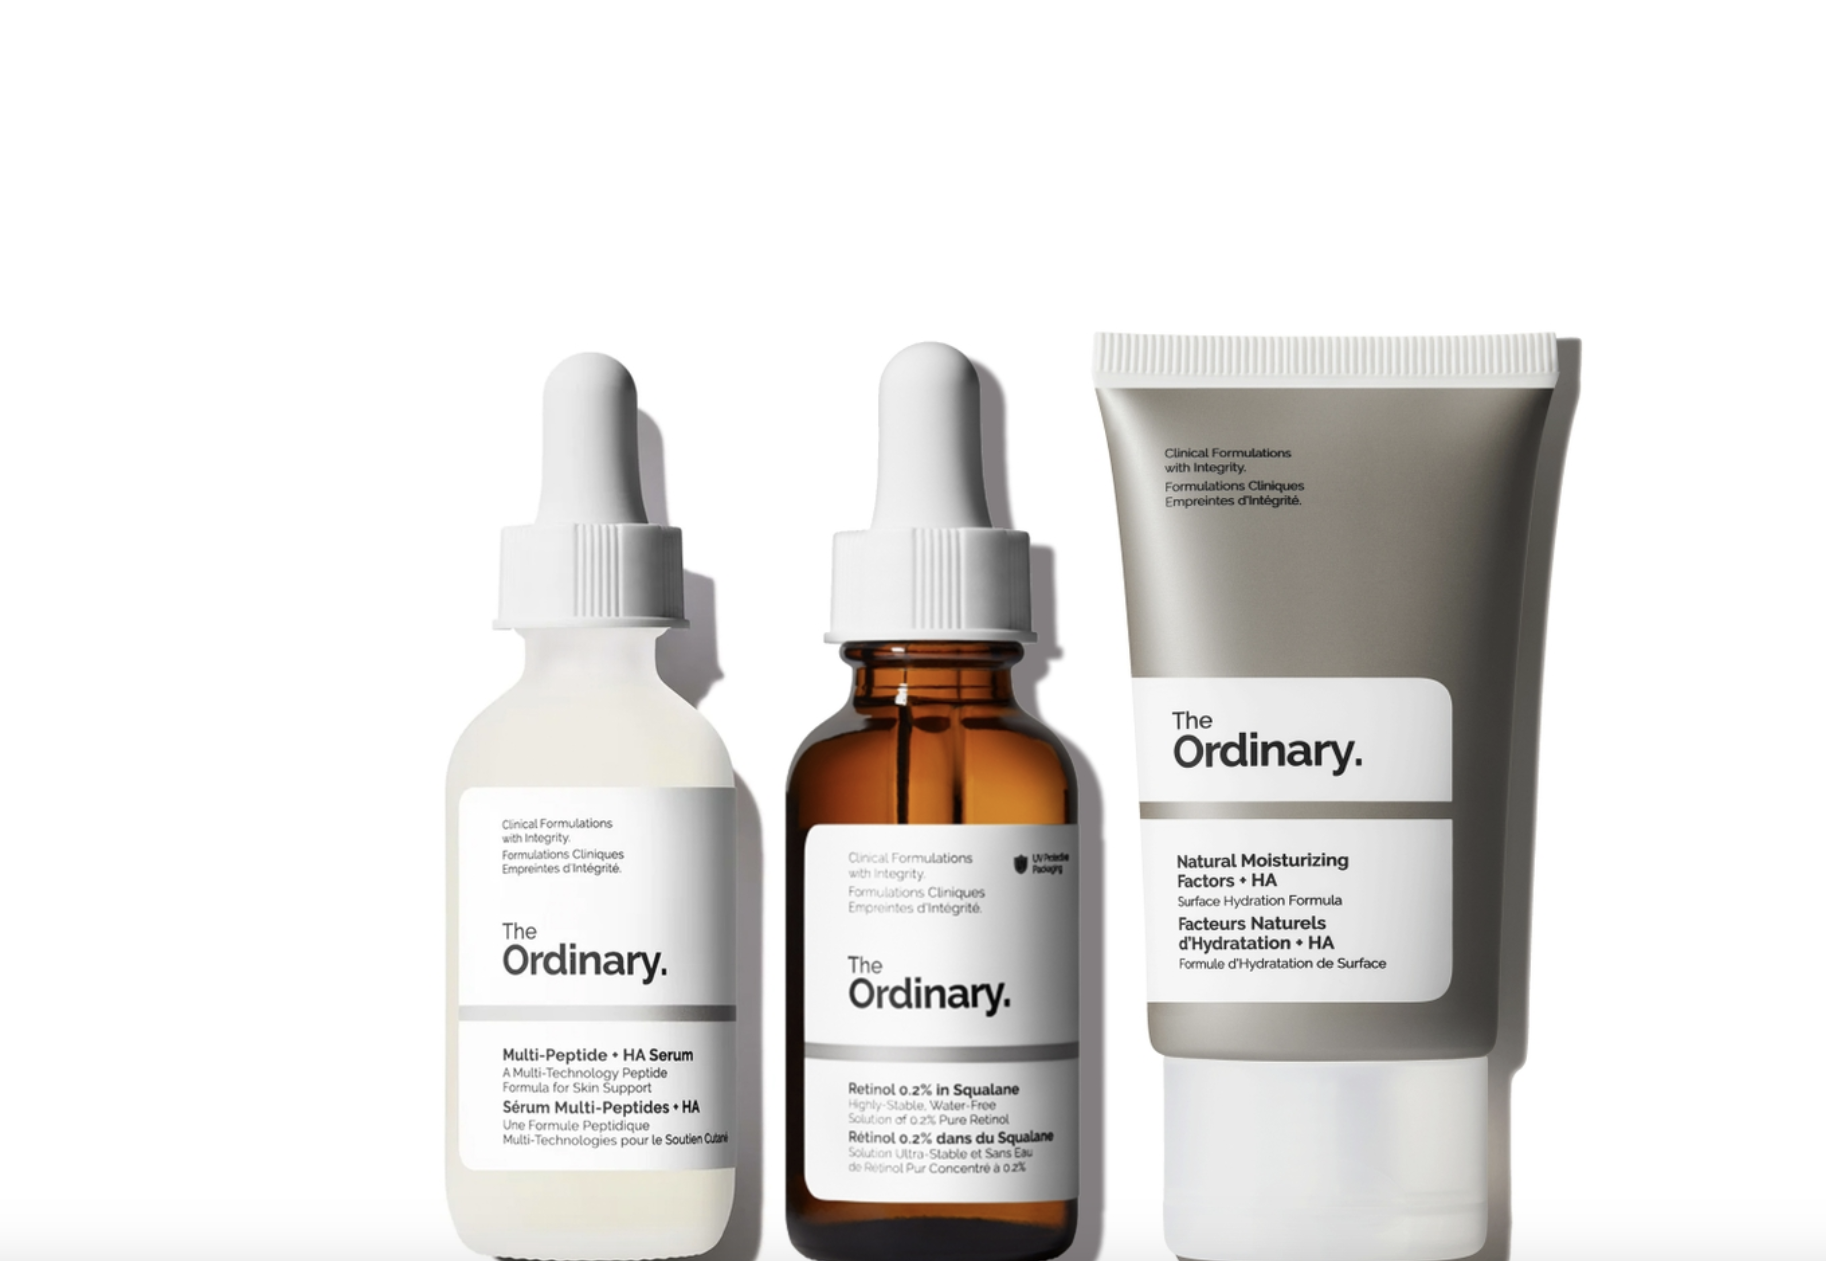 Clinical Formulations
with Integrity.
Formulations Cliniques
Empreintes d'Intégrité.
The
Ordinary.
Multi-Peptide + HA Serum
A Multi-Technology Peptide
Formula for Skin Support
Sérum Multi-Peptides + HA
Une Formule Peptidique
Multi-Technologies pour le Soutien Cutané
Clinical Formulations
with Integrity.
Formulations Cliniques
Empreintes d'Intégrité.
UV Protective
Packaging
The
Ordinary.
Retinol 0.2% in Squalane
Highly-Stable, Water-Free
Solution of 0.2% Pure Retinol
Rétinol 0.2% dans du Squalane
Solution Ultra-Stable et Sans Eau
de Rétinol Pur Concentré à 0.2%
Clinical Formulations
with Integrity.
Formulations Cliniques
Empreintes d'Intégrité.
The
Ordinary.
Natural Moisturizing
Factors + HA
Surface Hydration Formula
Facteurs Naturels
d'Hydratation + HA
Formule d'Hydratation de Surface